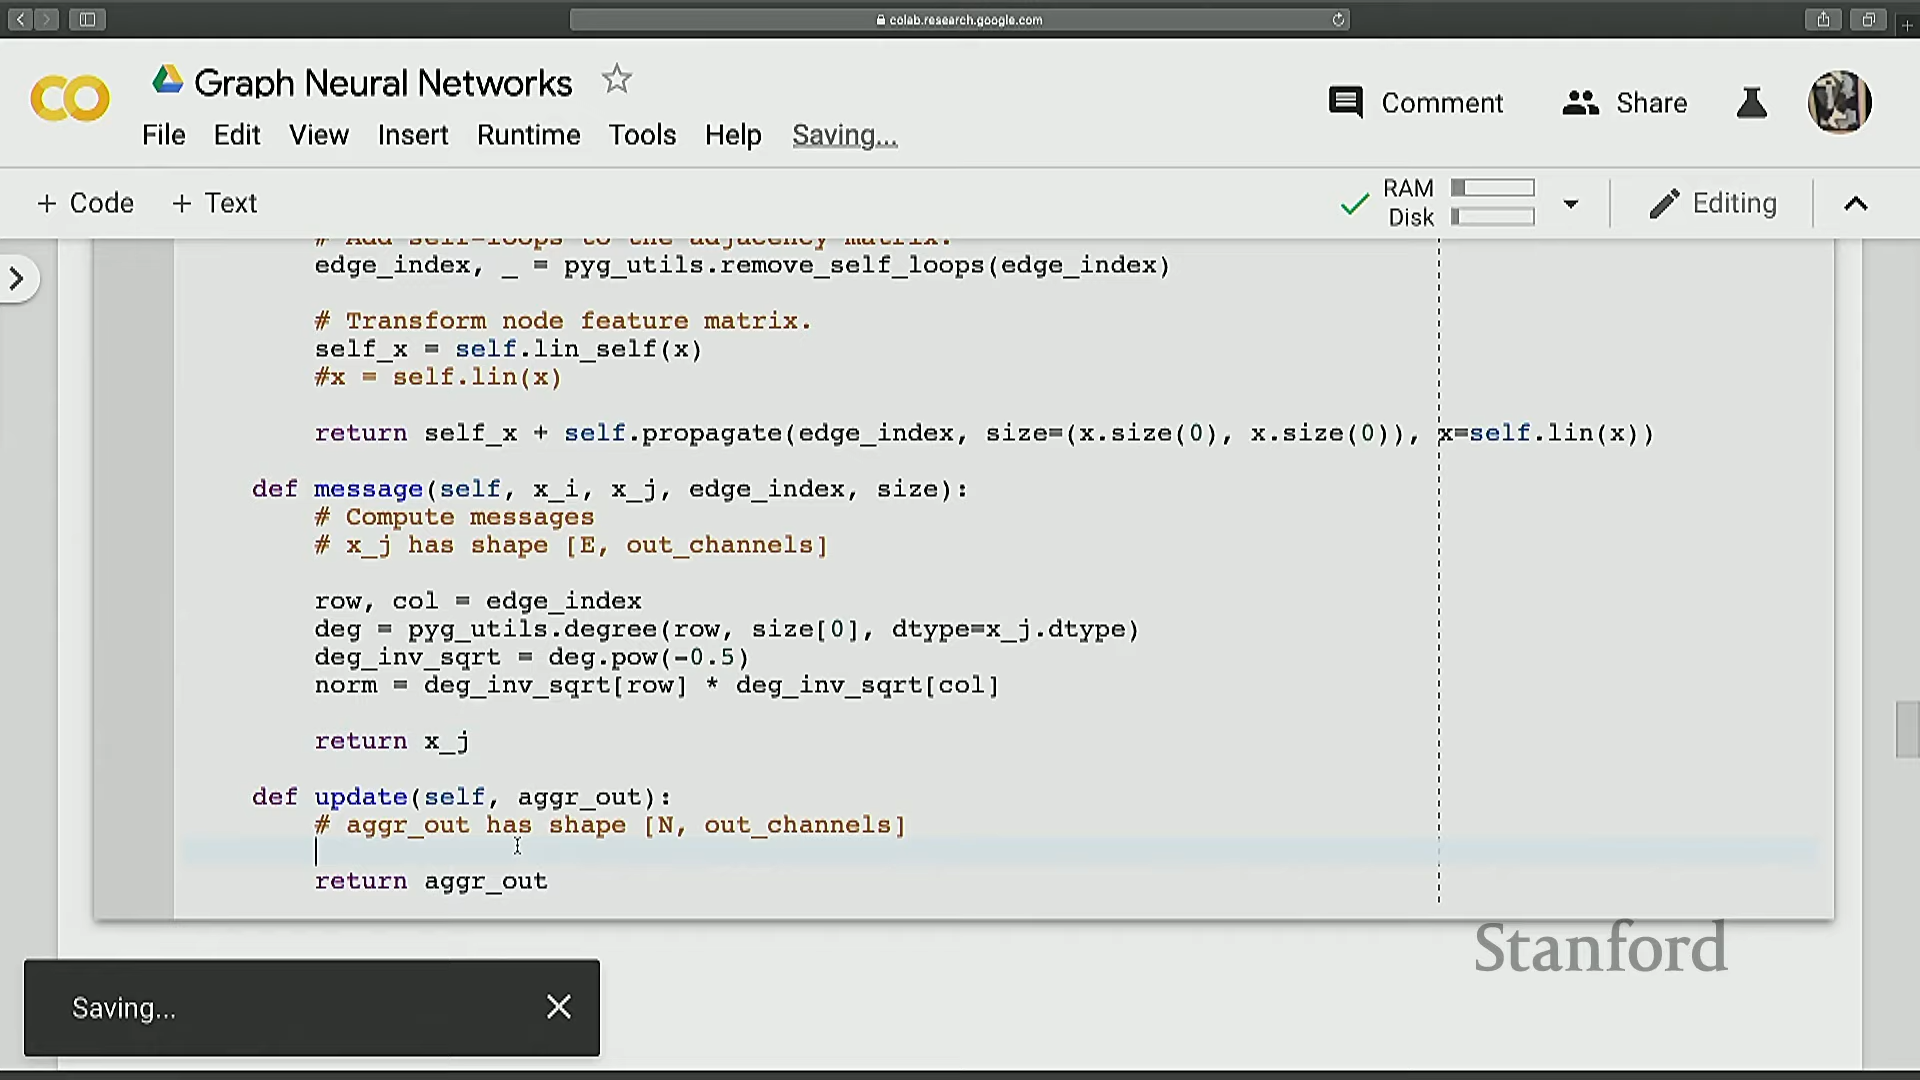 colab.research.google.com
Graph Neural Networks
Comment
Share
File Edit View Insert Runtime Tools Help Saving...
+ Code + Text
RAM
Disk
Editing
# Add self-loops to the adjacency matrix.
edge_index, _ = pyg_utils.remove_self_loops(edge_index)
# Transform node feature matrix.
self_x = self.lin_self(x)
#x = self.lin(x)
return self_x + self.propagate(edge_index, size=(x.size(0), x.size(0)), x=self.lin(x))
def message(self, x_i, x_j, edge_index, size):
# Compute messages
# x_j has shape [E, out_channels]
row, col = edge_index
deg = pyg_utils.degree(row, size[0], dtype=x_j.dtype)
deg_inv_sqrt = deg.pow(-0.5)
norm = deg_inv_sqrt[row] * deg_inv_sqrt[col]
return x_j
def update(self, aggr_out):
# aggr_out has shape [N, out_channels]
return aggr_out
Stanford
Saving...